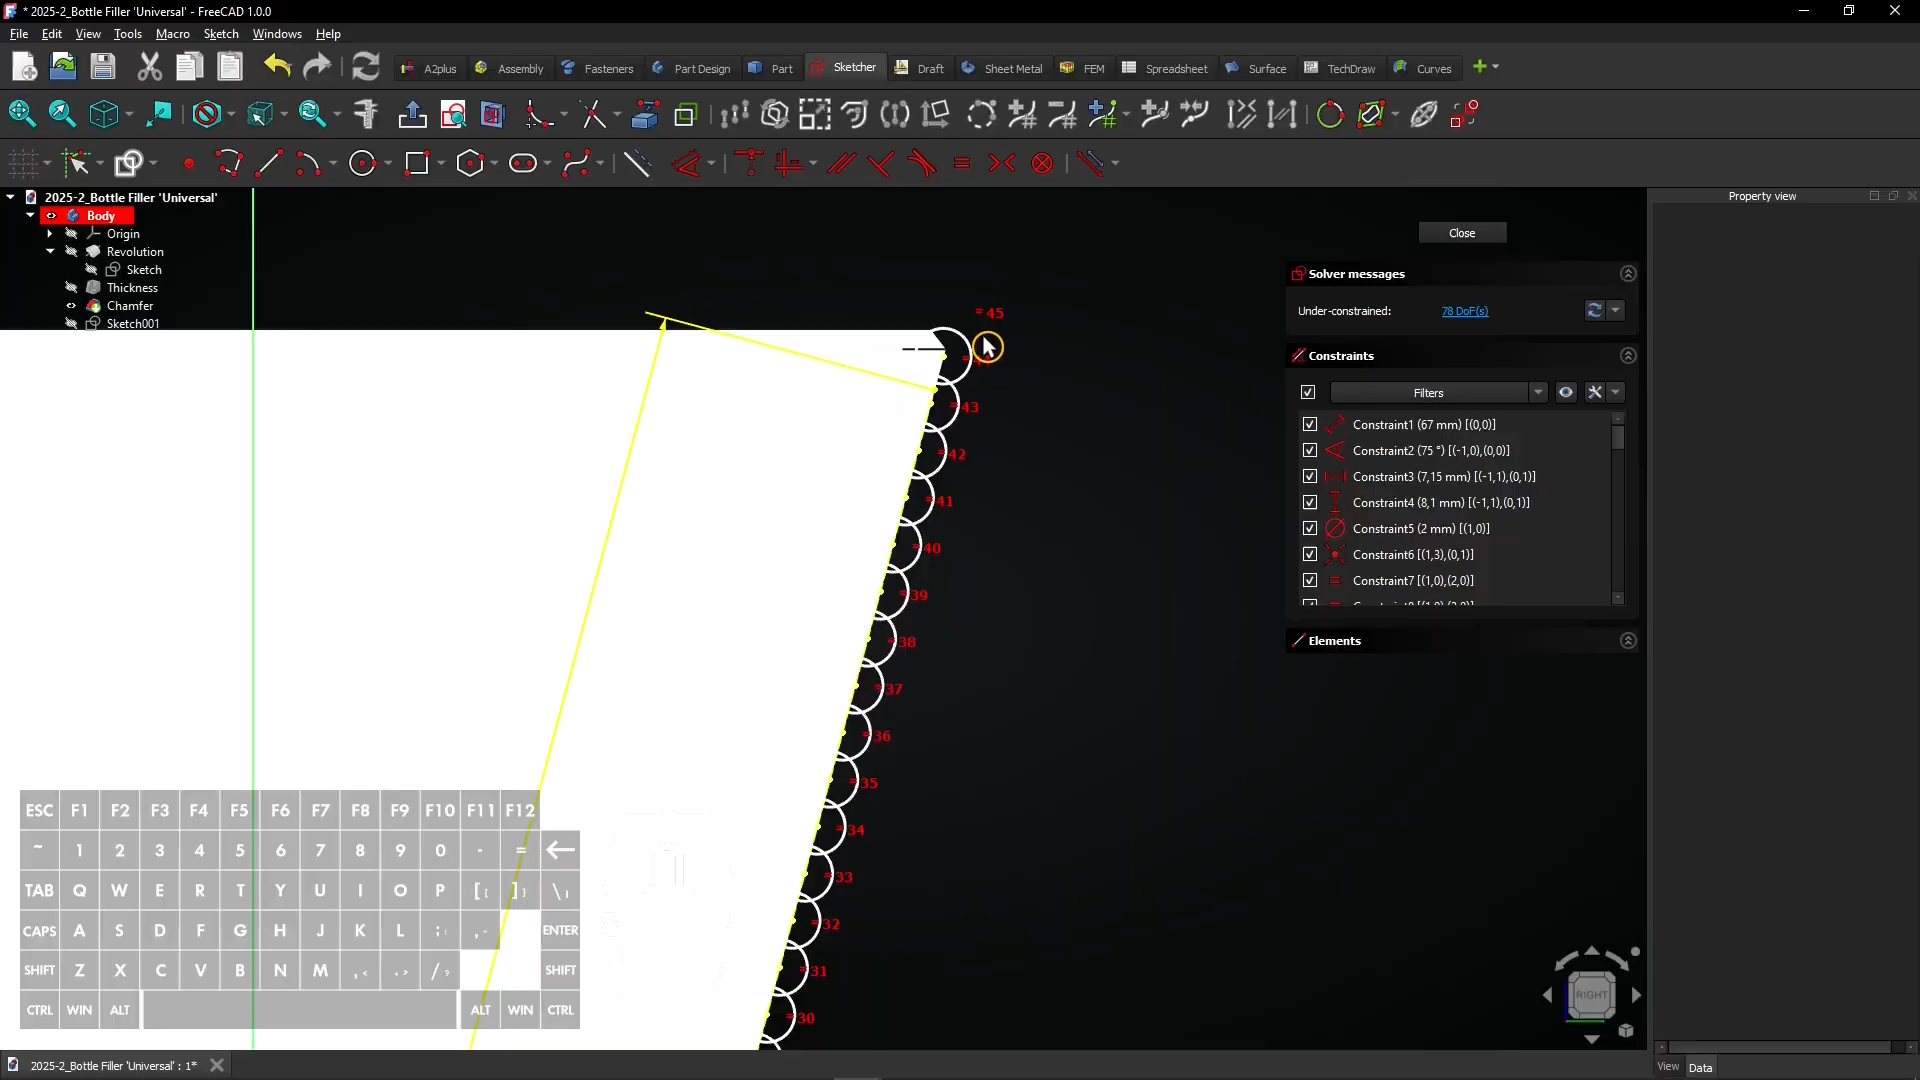 * 2025-2_Bottle Filler 'Universal' - FreeCAD 1.0.0
File Edit View Tools Macro Sketch Windows Help
A2plus Assembly Fasteners Part Design Part Sketcher Draft Sheet Metal FEM Spreadsheet Surface TechDraw Curves
2025-2_Bottle Filler 'Universal'
Body
Origin
Revolution
Sketch
Thickness
Chamfer
Sketch001
= 45
= 43
= 42
= 41
= 40
= 39
= 38
= 37
= 36
= 35
= 34
= 33
= 32
= 31
= 30
Close
Solver messages
Under-constrained: 78 DoF(s)
Constraints
Filters
Constraint1 (67 mm) [(0,0)]
Constraint2 (75 °) [(-1,0),(0,0)]
Constraint3 (7,15 mm) [(-1,1),(0,1)]
Constraint4 (8,1 mm) [(-1,1),(0,1)]
Constraint5 (2 mm) [(1,0)]
Constraint6 [(1,3),(0,1)]
Constraint7 [(1,0),(2,0)]
Elements
Property view
ESC F1 F2 F3 F4 F5 F6 F7 F8 F9 F10 F11 F12
~ 1 2 3 4 5 6 7 8 9 0 - =
TAB Q W E R T Y U I O P [ ] \
CAPS A S D F G H J K L ; ENTER
SHIFT Z X C V B N M , < . > / ? SHIFT
CTRL WIN ALT ALT WIN CTRL
RIGHT
2025-2_Bottle Filler 'Universal' : 1*
View Data